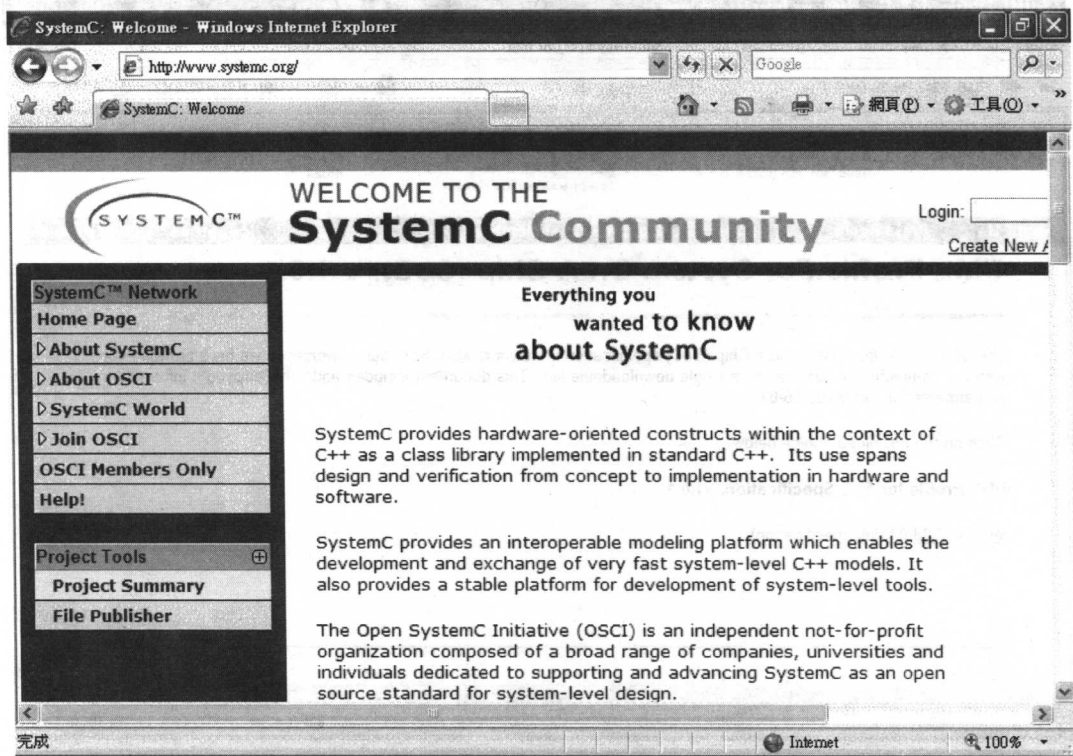 SystemC: Welcome - Windows Internet Explorer
http://www.systemc.org/
Google
SystemC: Welcome
網頁(P)
工具(O)
»
SYSTEMC™
WELCOME TO THE
SystemC Community
Login:
Create New A
SystemC™ Network
Home Page
About SystemC
About OSCI
SystemC World
Join OSCI
OSCI Members Only
Help!
Project Tools
Project Summary
File Publisher
Everything you
wanted to know
about SystemC
SystemC provides hardware-oriented constructs within the context of
C++ as a class library implemented in standard C++. Its use spans
design and verification from concept to implementation in hardware and
software.
SystemC provides an interoperable modeling platform which enables the
development and exchange of very fast system-level C++ models. It
also provides a stable platform for development of system-level tools.
The Open SystemC Initiative (OSCI) is an independent not-for-profit
organization composed of a broad range of companies, universities and
individuals dedicated to supporting and advancing SystemC as an open
source standard for system-level design.
完成
Internet
100%